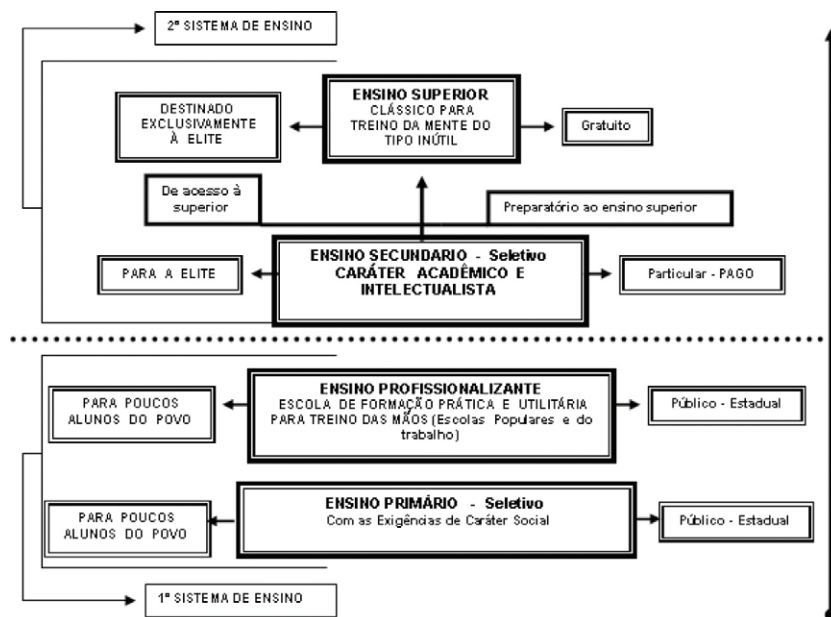 2º SISTEMA DE ENSINO
ENSINO SUPERIOR
CLÁSSICO PARA
TREINO DA MENTE DO
TIPO INÚTIL
DESTINADO
EXCLUSIVAMENTE
À ELITE
Gratuito
De acesso à
superior
Preparatório ao ensino superior
ENSINO SECUNDARIO - Seletivo
CARÁTER ACADÊMICO E
INTELECTUALISTA
PARA A ELITE
Particular - PAGO
ENSINO PROFISSIONALIZANTE
ESCOLA DE FORMAÇÃO PRÁTICA E UTILITÁRIA
PARA TREINO DAS MÃOS (Escolas Populares e do
trabalho)
PARA POUCOS
ALUNOS DO POVO
Público - Estadual
ENSINO PRIMÁRIO - Seletivo
Com as Exigências de Caráter Social
PARA POUCOS
ALUNOS DO POVO
Público - Estadual
1º SISTEMA DE ENSINO